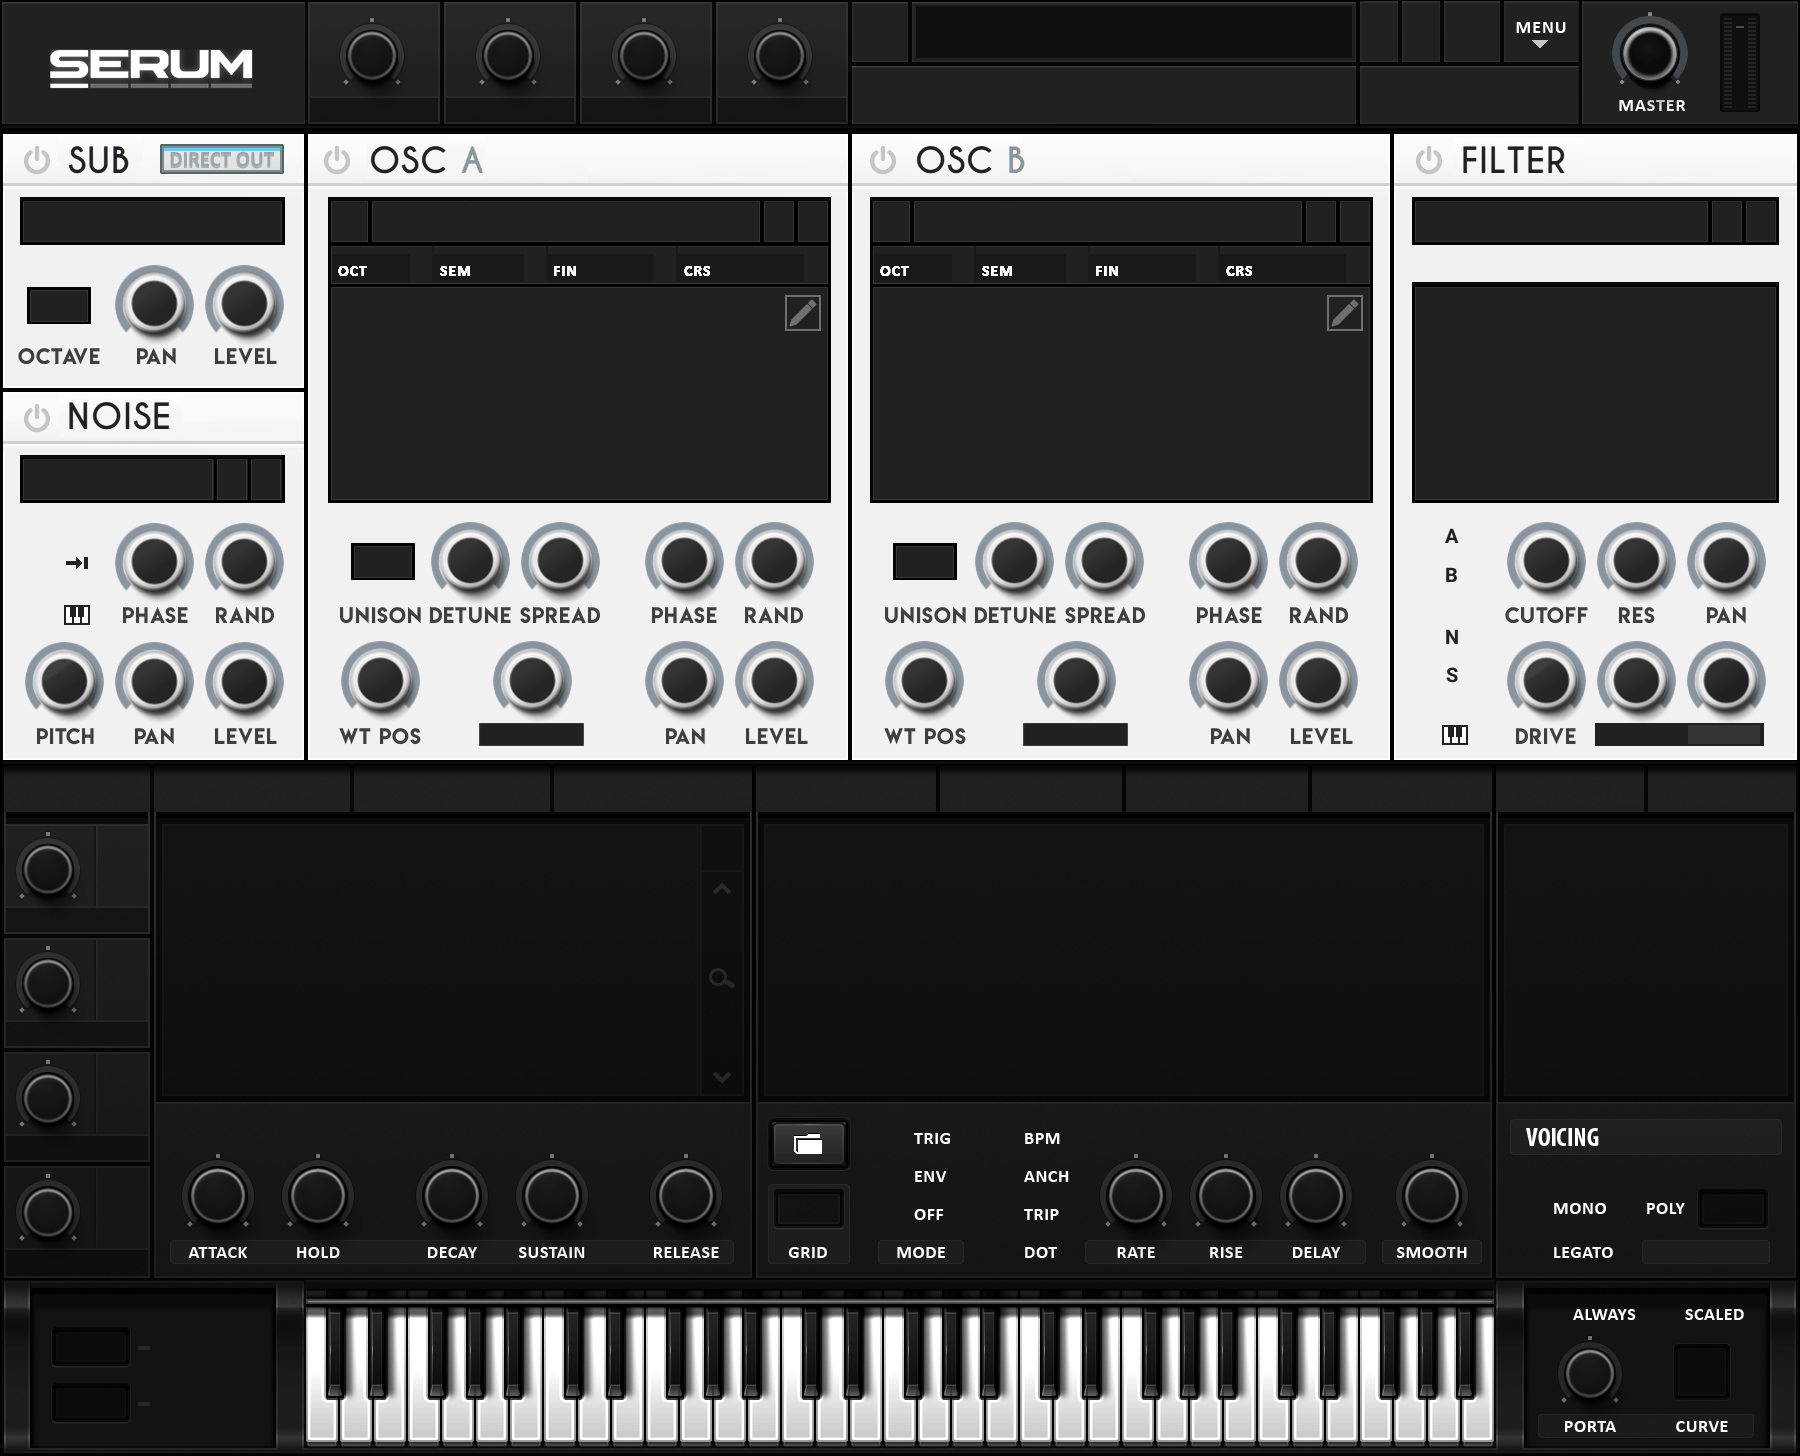 SERUM
MENU
MASTER
SUB DIRECT OUT
OSC A
OSC B
FILTER
OCT SEM FIN CRS
OCT SEM FIN CRS
OCTAVE PAN LEVEL
NOISE
A
B
PHASE RAND
UNISON DETUNE SPREAD PHASE RAND
UNISON DETUNE SPREAD PHASE RAND
CUTOFF RES PAN
N
S
PITCH PAN LEVEL
WT POS PAN LEVEL
WT POS PAN LEVEL
DRIVE
TRIG BPM
VOICING
ENV ANCH
OFF TRIP
MONO POLY
ATTACK HOLD DECAY SUSTAIN RELEASE
GRID MODE DOT RATE RISE DELAY SMOOTH
LEGATO
ALWAYS SCALED
PORTA CURVE